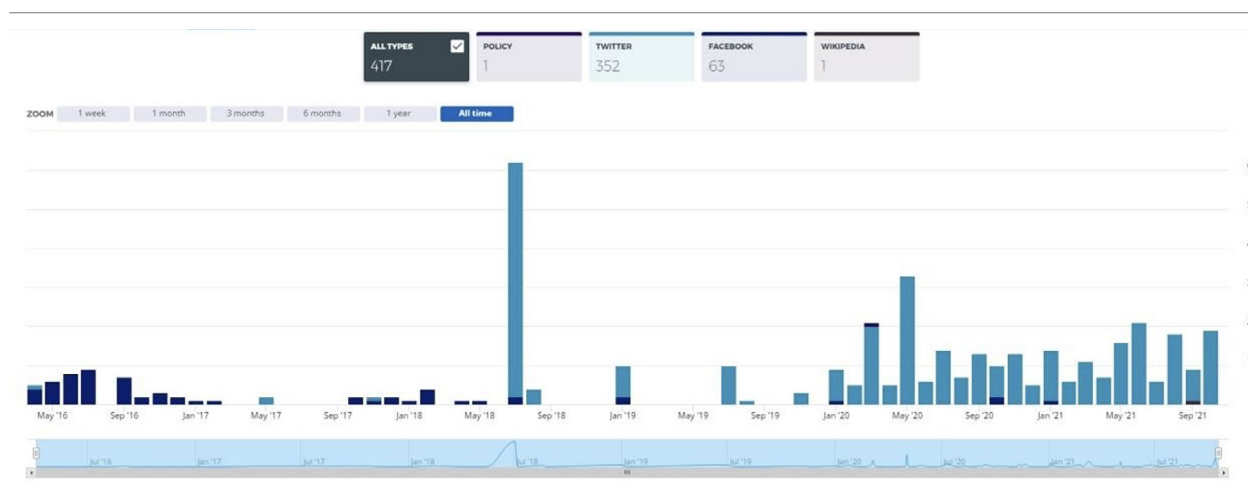 ALL TYPES POLICY TWITTER FACEBOOK WIKIPEDIA
417 1 352 63 1
ZOOM 1 week 1 month 3 months 6 months 1 year All time
May '16 Sep '16 Jan '17 May '17 Sep '17 Jan '18 May '18 Sep '18 Jan '19 May '19 Sep '19 Jan '20 May '20 Sep '20 Jan '21 May '21 Sep '21
Jul '16 Jan '17 Jul '17 Jan '18 Jul '18 Jan '19 Jul '19 Jan '20 Jul '20 Jan '21 Jul '21